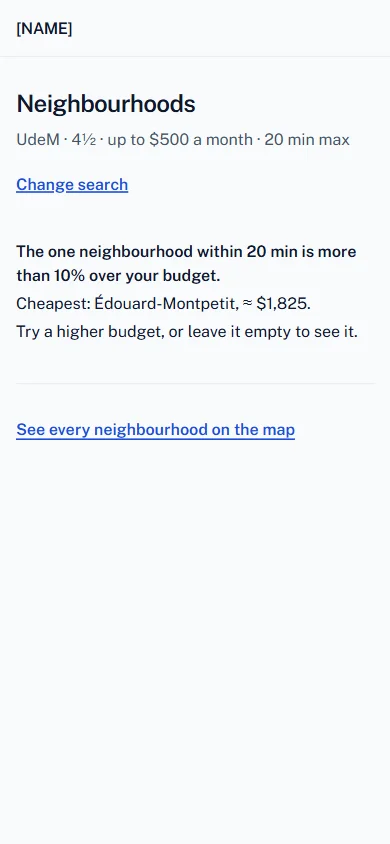 [NAME]
Neighbourhoods
UdeM · 4½ · up to $500 a month · 20 min max
Change search
The one neighbourhood within 20 min is more
than 10% over your budget.
Cheapest: Édouard-Montpetit, ≈ $1,825.
Try a higher budget, or leave it empty to see it.
See every neighbourhood on the map